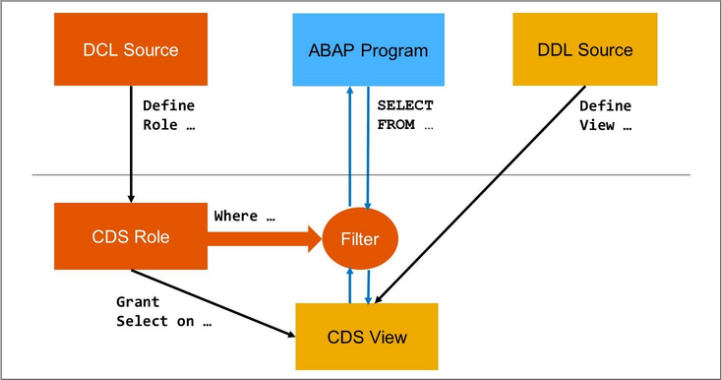 DCL Source
ABAP Program
DDL Source
Define
Role …
SELECT
FROM …
Define
View …
CDS Role
Where …
Filter
Grant
Select on …
CDS View